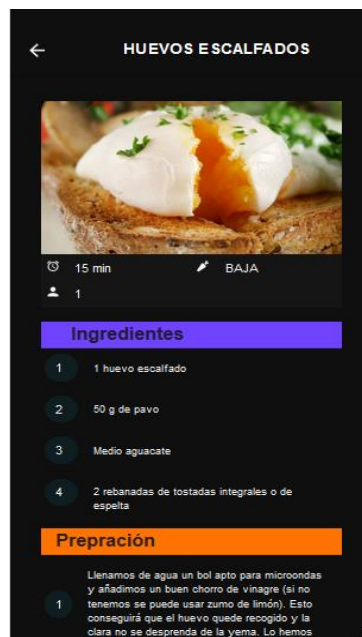 HUEVOS ESCALFADOS
15 min
BAJA
1
Ingredientes
1
1 huevo escalfado
2
50 g de pavo
3
Medio aguacate
4
2 rebanadas de tostadas integrales o de
espelta
Prepración
1
Llenamos de agua un bol apto para microondas
y añadimos un buen chorro de vinagre (si no
tenemos se puede usar zumo de limón). Esto
conseguirá que el huevo quede recogido y la
clara no se desprenda de la yema. Lo hemos